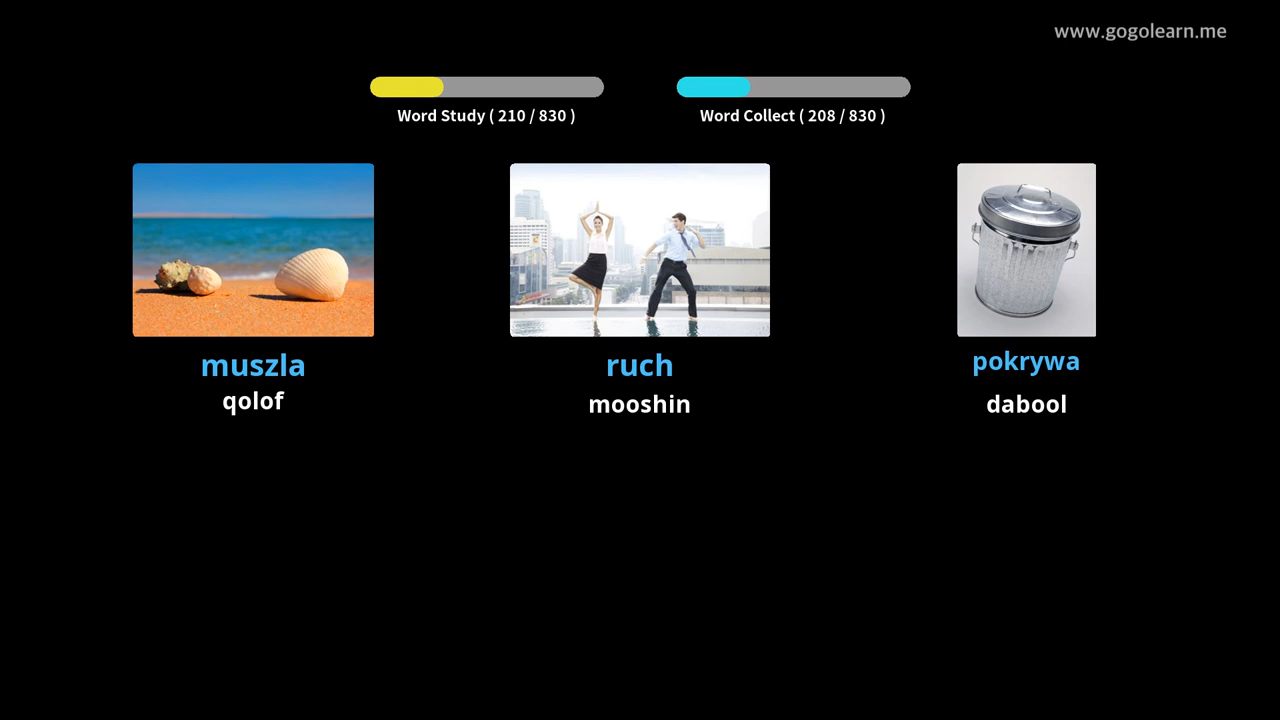 www.gogolearn.me
Word Study ( 210 / 830 )
Word Collect ( 208 / 830 )
muszla
ruch
pokrywa
qolof
mooshin
dabool